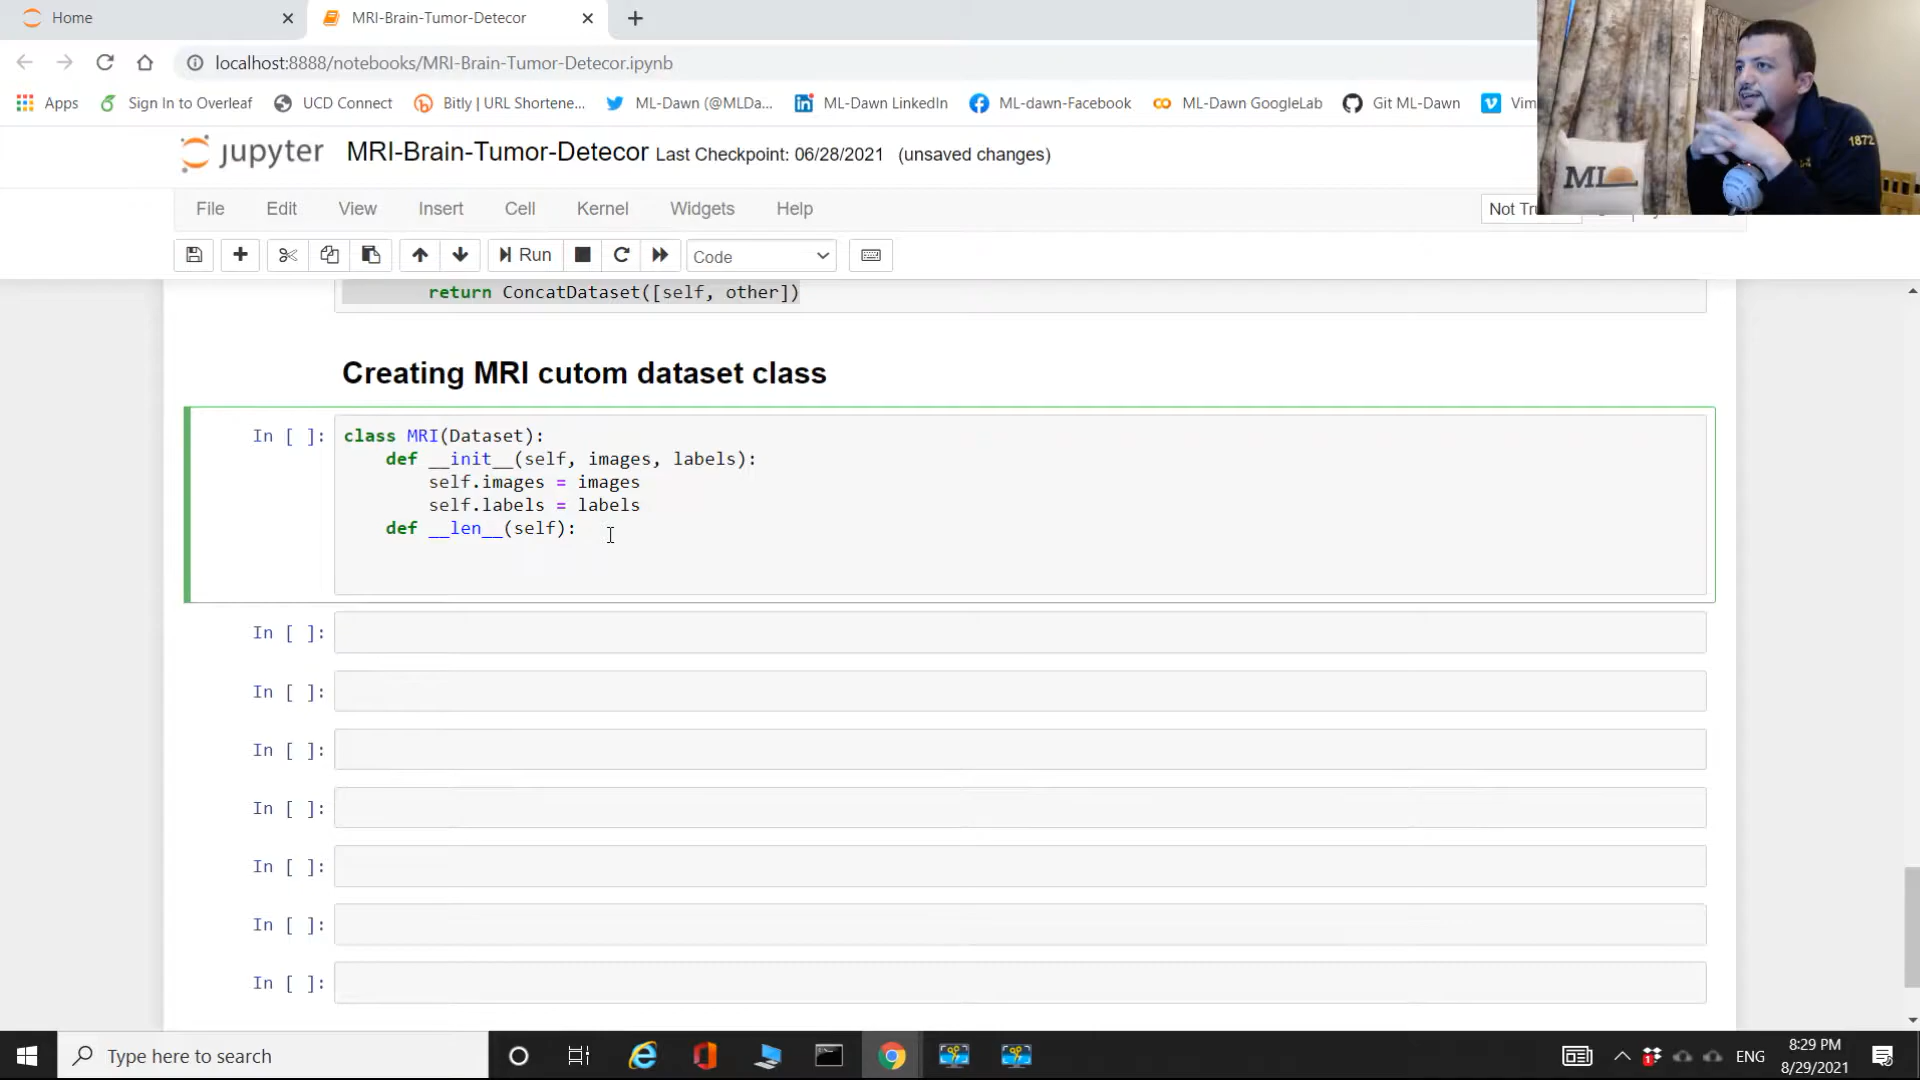 Home
MRI-Brain-Tumor-Detecor
localhost:8888/notebooks/MRI-Brain-Tumor-Detecor.ipynb
Apps Sign In to Overleaf UCD Connect Bitly | URL Shortene... ML-Dawn (@MLDa... ML-Dawn LinkedIn ML-dawn-Facebook ML-Dawn GoogleLab Git ML-Dawn Vim
1872
ML
jupyter MRI-Brain-Tumor-Detecor Last Checkpoint: 06/28/2021 (unsaved changes)
File Edit View Insert Cell Kernel Widgets Help Not Tru
Run Code
return ConcatDataset([self, other])
Creating MRI cutom dataset class
In [ ]: class MRI(Dataset):
def __init__(self, images, labels):
self.images = images
self.labels = labels
def __len__(self):
In [ ]:
In [ ]:
In [ ]:
In [ ]:
In [ ]:
In [ ]:
In [ ]:
Type here to search
ENG
8:29 PM
8/29/2021